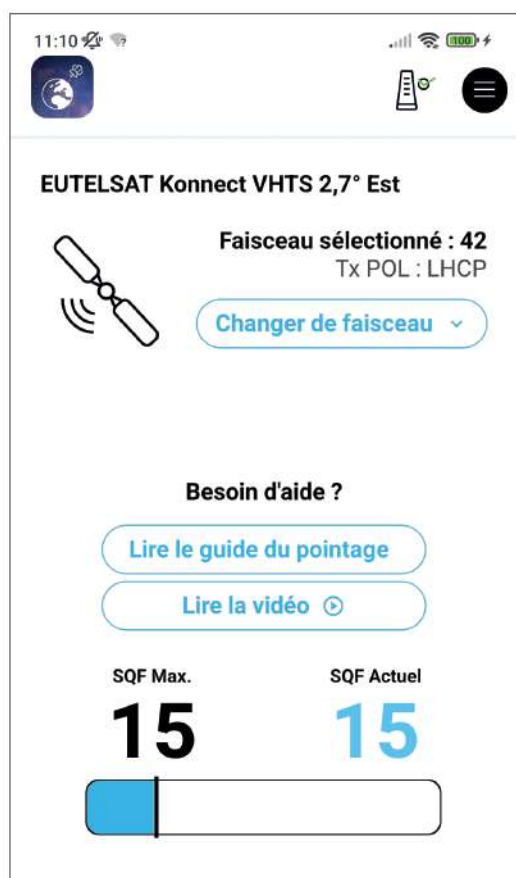 11:10
100
EUTELSAT Konnect VHTS 2,7° Est
Faisceau sélectionné : 42
Tx POL : LHCP
Changer de faisceau
Besoin d'aide ?
Lire le guide du pointage
Lire la vidéo
SQF Max.
SQF Actuel
15
15